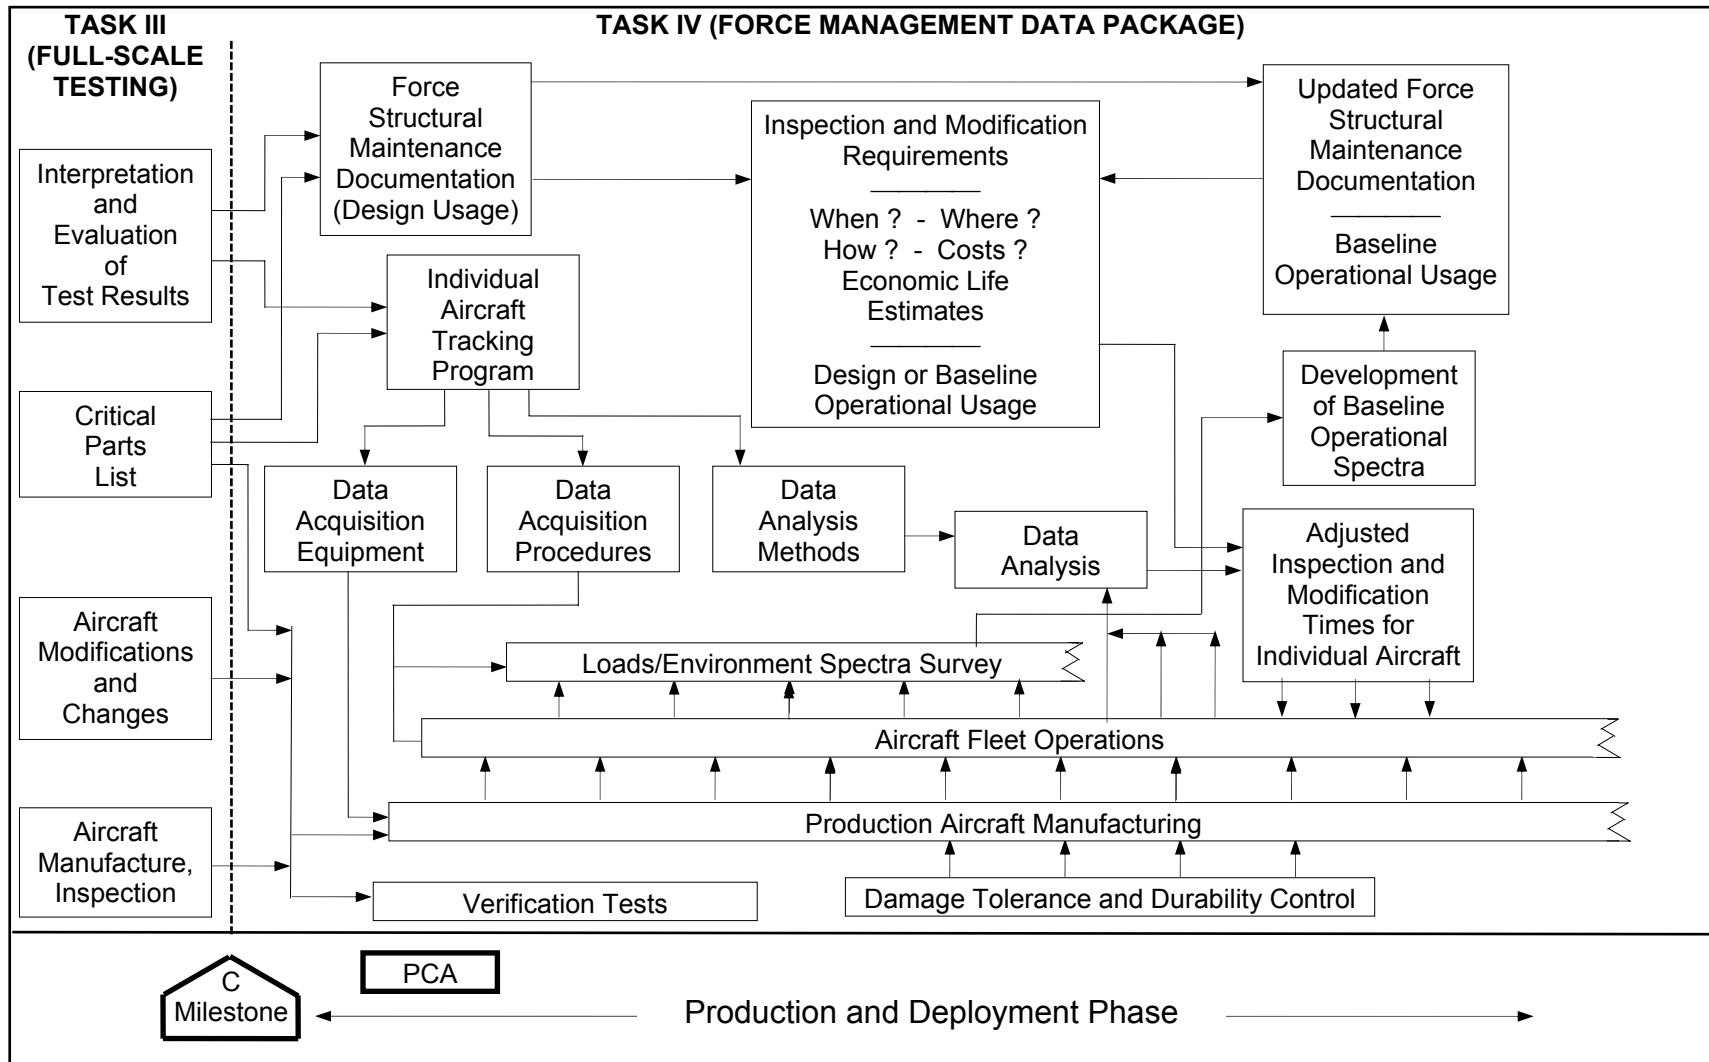 TASK III
(FULL-SCALE
TESTING)
TASK IV (FORCE MANAGEMENT DATA PACKAGE)
Interpretation
and
Evaluation
of
Test Results
Critical
Parts
List
Aircraft
Modifications
and
Changes
Aircraft
Manufacture,
Inspection
Force
Structural
Maintenance
Documentation
(Design Usage)
Individual
Aircraft
Tracking
Program
Inspection and Modification
Requirements
When ? - Where ?
How ? - Costs ?
Economic Life
Estimates
Design or Baseline
Operational Usage
Updated Force
Structural
Maintenance
Documentation
Baseline
Operational Usage
Development
of Baseline
Operational
Spectra
Data
Acquisition
Equipment
Data
Acquisition
Procedures
Data
Analysis
Methods
Data
Analysis
Adjusted
Inspection and
Modification
Times for
Individual Aircraft
Loads/Environment Spectra Survey
Aircraft Fleet Operations
Production Aircraft Manufacturing
Verification Tests
Damage Tolerance and Durability Control
C
Milestone
PCA
Production and Deployment Phase